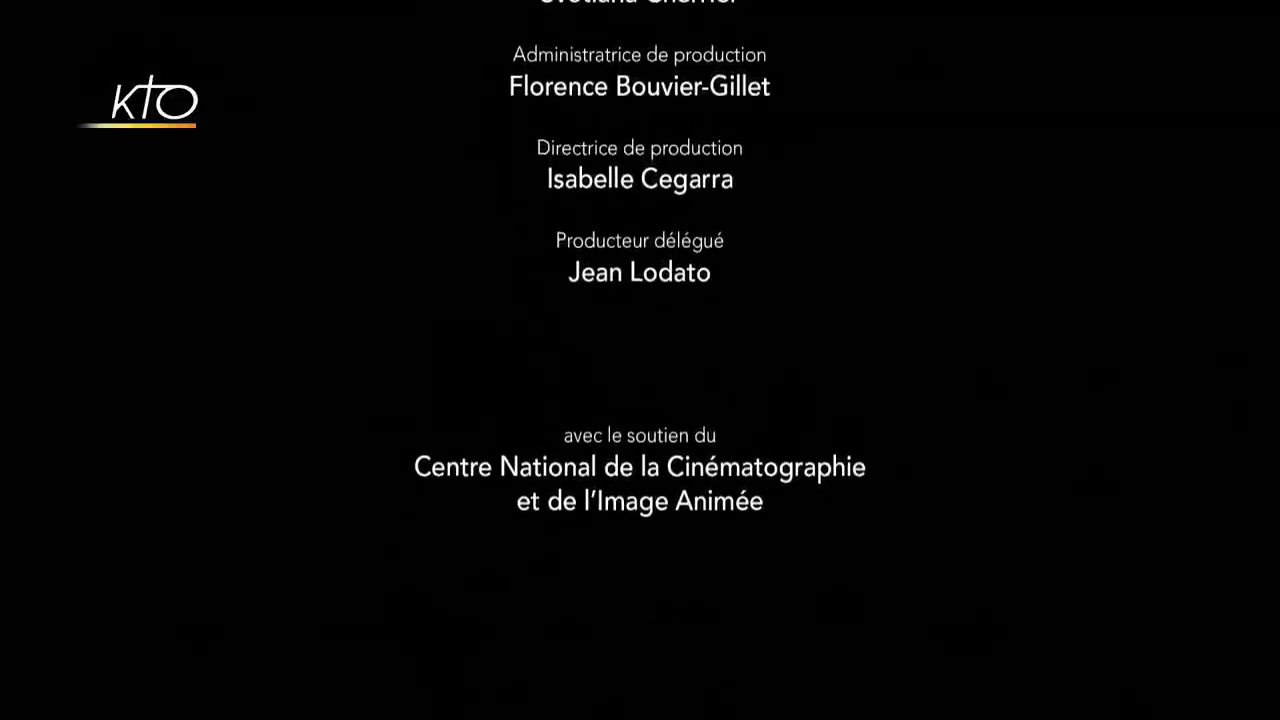 Administratrice de production
Florence Bouvier-Gillet
KTO
Directrice de production
Isabelle Cegarra
Producteur délégué
Jean Lodato
avec le soutien du
Centre National de la Cinématographie
et de l'Image Animée